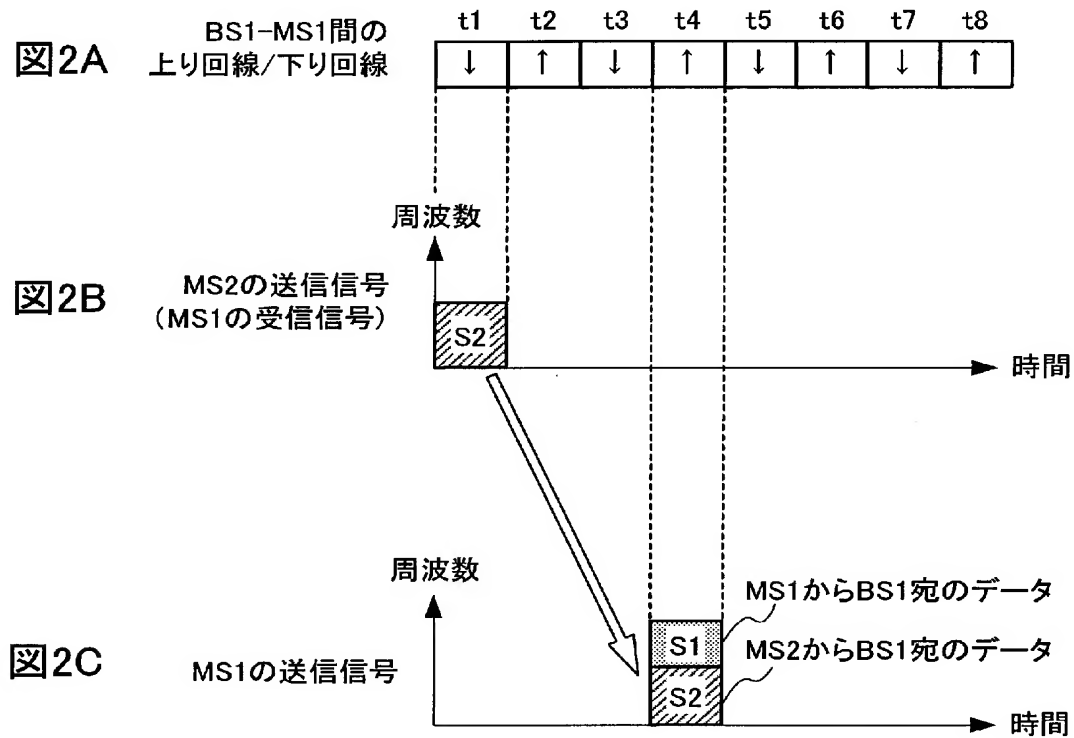 t1 t2 t3 t4 t5 t6 t7 t8
図2A
BS1-MS1間の
上り回線/下り回線
↓ ↑ ↓ ↑ ↓ ↑ ↓ ↑
周波数
図2B
MS2の送信信号
(MS1の受信信号)
S2
時間
周波数
図2C
MS1の送信信号
S1
S2
MS1からBS1宛のデータ
MS2からBS1宛のデータ
時間